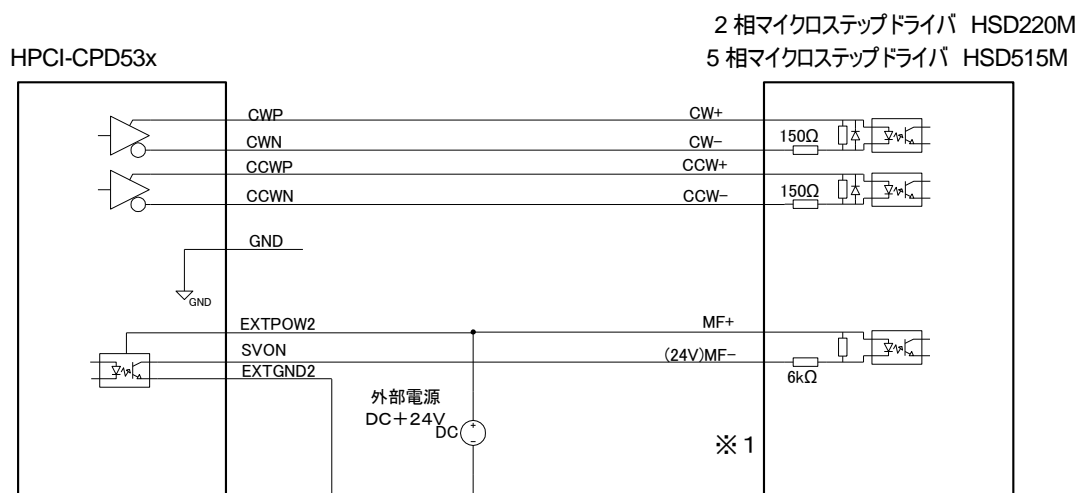 2相マイクロステップドライバ HSD220M
HPCI-CPD53x
5相マイクロステップドライバ HSD515M
CWP
CW+
CWN
CW-
150Ω
CCWP
CCW+
CCWN
CCW-
150Ω
GND
GND
EXTPOW2
MF+
SVON
(24V)MF-
EXTGND2
6kΩ
外部電源
DC+24V
DC
※1